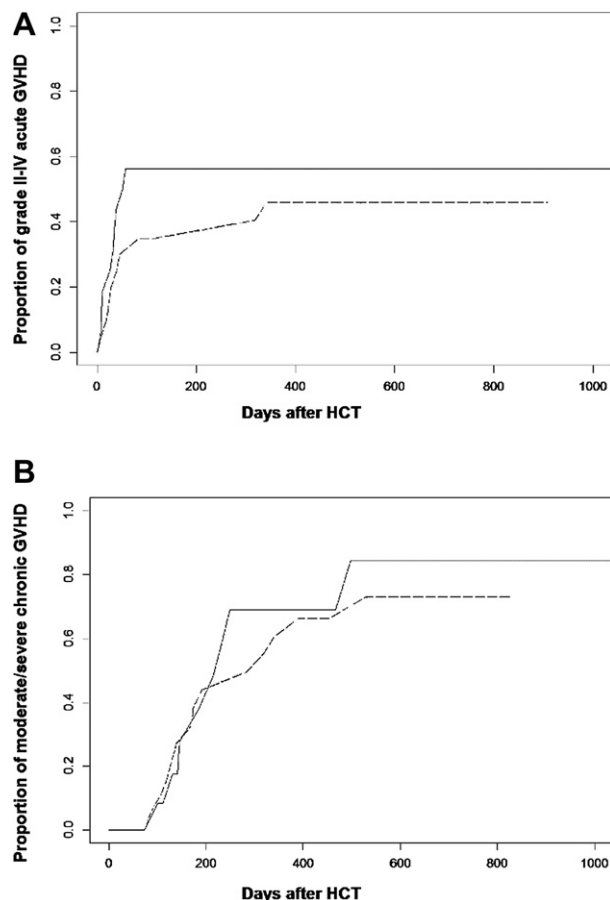 A
Proportion of grade II-IV acute GVHD
1.0
0.8
0.6
0.4
0.2
0.0
0 200 400 600 800 1000
Days after HCT
B
Proportion of moderate/severe chronic GVHD
1.0
0.8
0.6
0.4
0.2
0.0
0 200 400 600 800 1000
Days after HCT